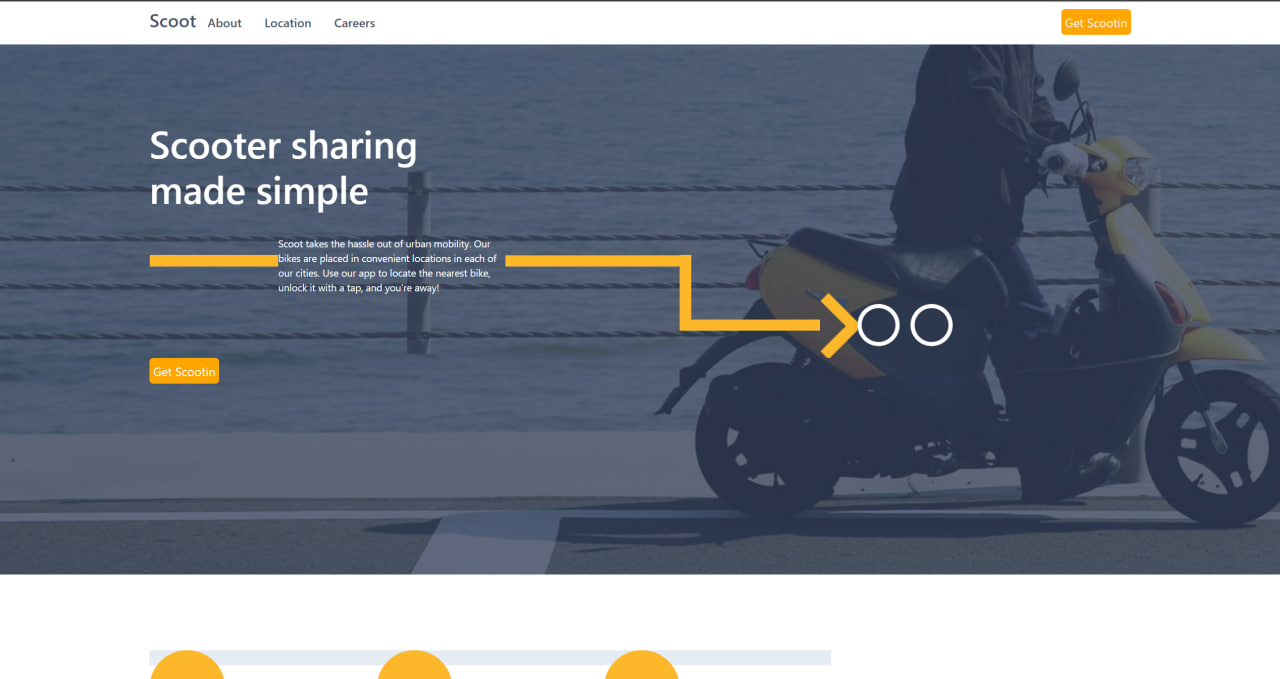 Scoot About Location Careers Get Scootin
Scooter sharing
made simple
Scoot takes the hassle out of urban mobility. Our
bikes are placed in convenient locations in each of
our cities. Use our app to locate the nearest bike,
unlock it with a tap, and you're away!
Get Scootin